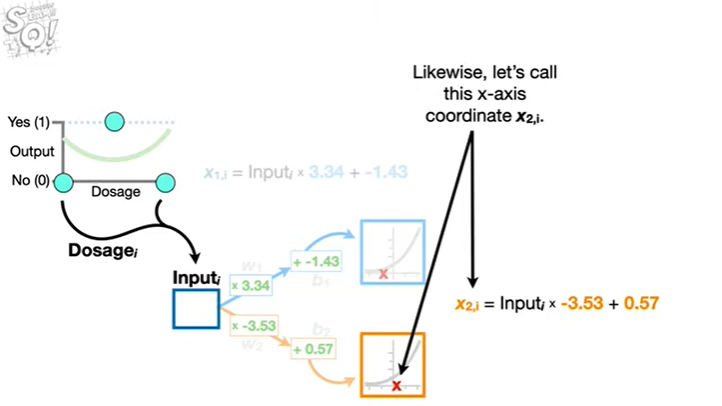 Likewise, let's call
this x-axis
coordinate x2,i.
Yes (1)
Output
No (0)
Dosage
x1,i = Inputi × 3.34 + -1.43
Dosagei
Inputi
w1
× 3.34
+ -1.43
b1
x
× -3.53
w2
b2
+ 0.57
x
x2,i = Inputi × -3.53 + 0.57